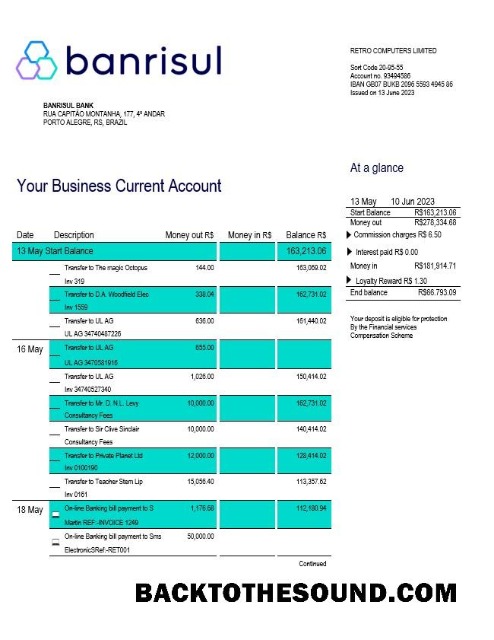 banrisul
RETRO COMPUTERS LIMITED
Sort Code 20-95-55
Account no. 93494586
IBAN GB07 BUKB 2096 5593 4945 86
Issued on 13 June 2023
BANRISUL BANK
RUA CAPITÃO MONTANHA, 177, 4º ANDAR
PORTO ALEGRE, RS, BRAZIL
At a glance
Your Business Current Account
13 May 10 Jun 2023
Start Balance R$163,213.06
Money out R$278,334.68
Commission charges R$ 6.50
Interest paid R$ 0.00
Money in R$181,914.71
Loyalty Reward R$ 1.30
End balance R$66,793.09
Your deposit is eligible for protection
By the Financial services
Compensation Scheme
Date Description Money out R$ Money in R$ Balance R$
13 May Start Balance 163,213.06
Transfer to The magic Octopus 144.00 163,069.02
Inv 319
Transfer to D.A. Woodfield Elec 338.04 162,731.02
Inv 1559
Transfer to UL AG 636.00 161,440.02
UL AG 34740487226
16 May Transfer to UL AG 655.00
UL AG 3476581916
Transfer to UL AG 1,026.00 150,414.02
Inv 34740527340
Transfer to Mr. D. N.L. Levy 10,000.00 162,731.02
Consultancy Fees
Transfer to Sir Clive Sinclair 10,000.00 140,414.02
Consultancy Fees
Transfer to Private Planet Ltd 12,000.00 128,414.02
Inv 0100190
Transfer to Teacher Stem Lip 15,056.40 113,357.62
Inv 0161
18 May On-line Banking bill payment to S 1,176.68 112,180.94
Martin REF:-INVOICE 1249
On-line Banking bill payment to Sms 50,000.00
ElectronicSRef:-RET001
Continued
BACKTOTHESOUND.COM